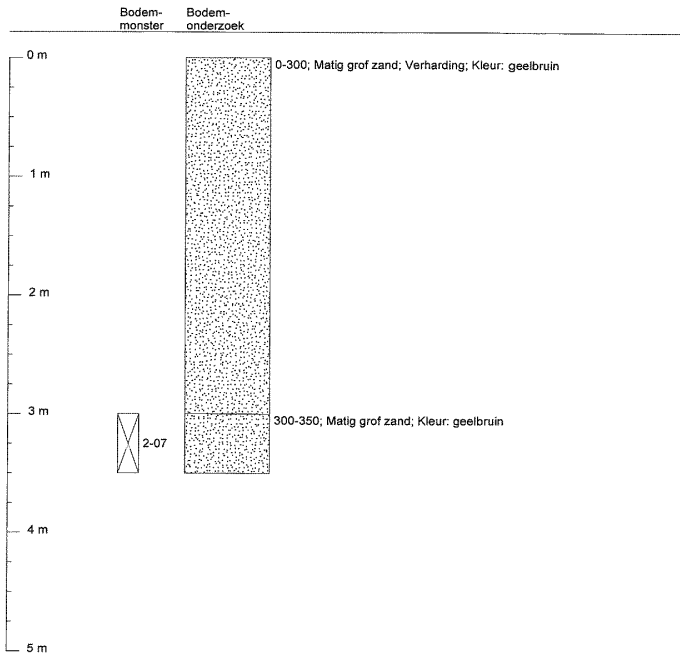 Bodem-
monster
Bodem-
onderzoek
0 m
0-300; Matig grof zand; Verharding; Kleur: geelbruin
1 m
2 m
3 m
300-350; Matig grof zand; Kleur: geelbruin
2-07
4 m
5 m